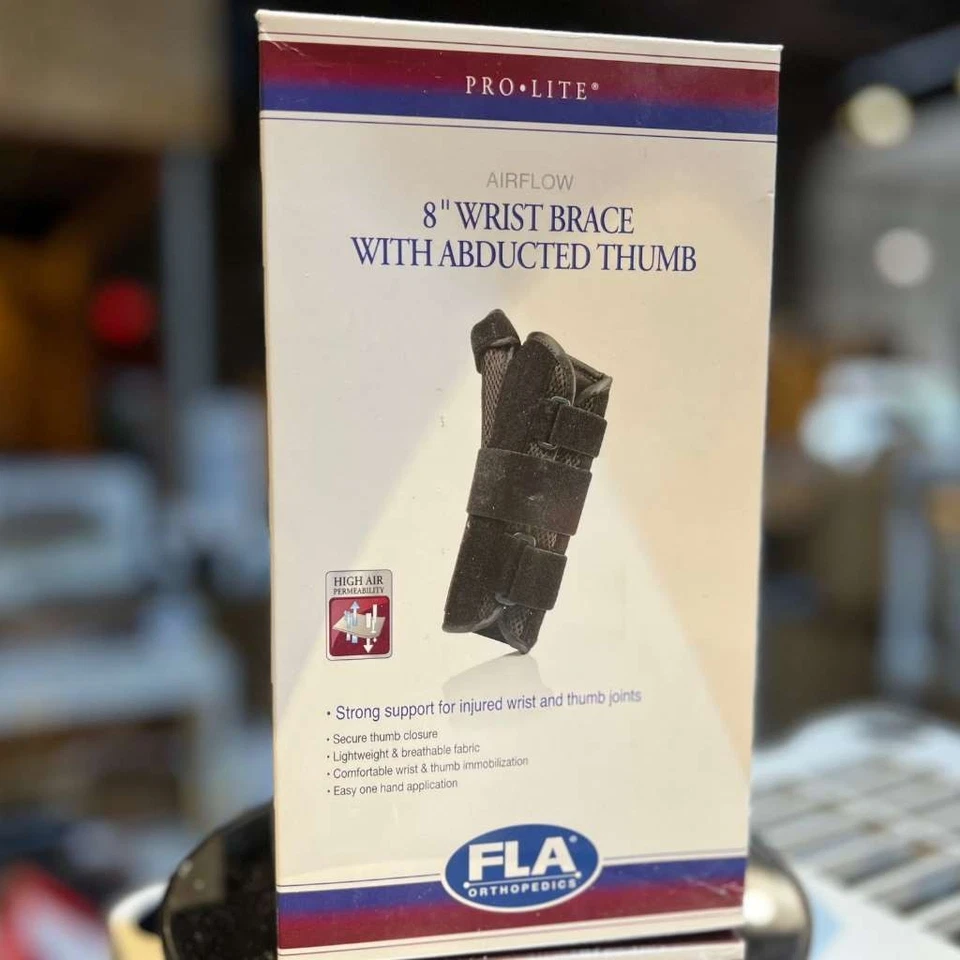 PRO•LITE®
AIRFLOW
8" WRIST BRACE
WITH ABDUCTED THUMB
HIGH AIR
PERMEABILITY
• Strong support for injured wrist and thumb joints
• Secure thumb closure
• Lightweight & breathable fabric
• Comfortable wrist & thumb immobilization
• Easy one hand application
FLA®
ORTHOPEDICS®